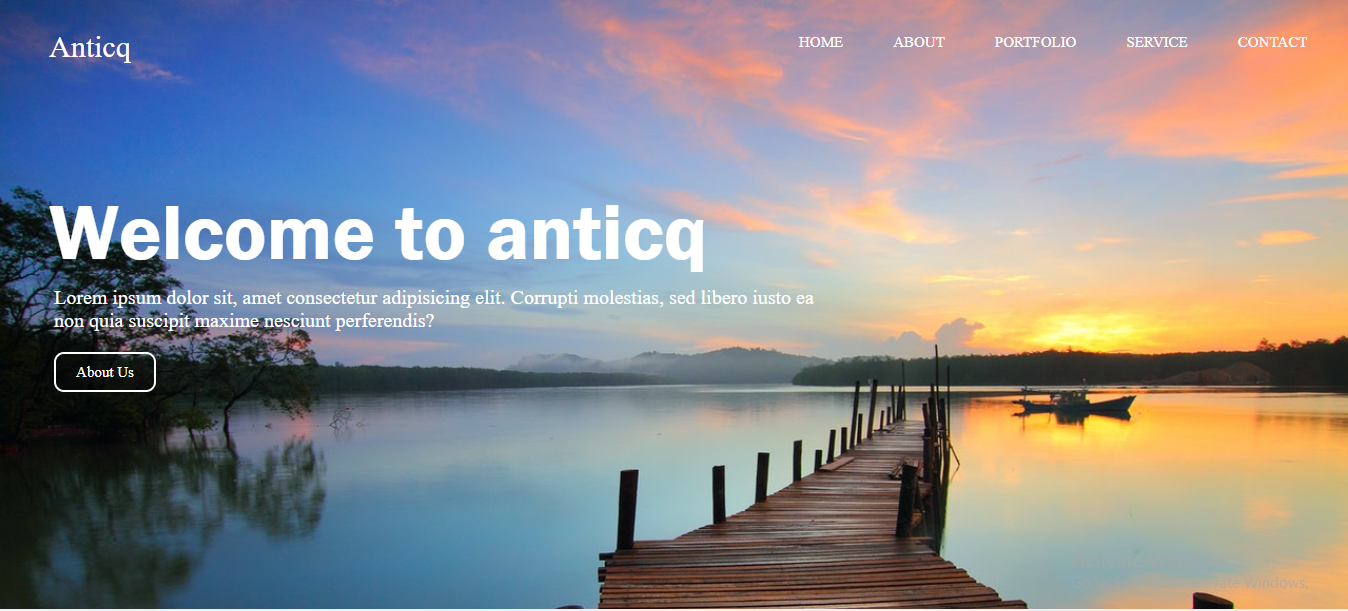 Anticq
HOME ABOUT PORTFOLIO SERVICE CONTACT
Welcome to anticq
Lorem ipsum dolor sit, amet consectetur adipisicing elit. Corrupti molestias, sed libero iusto ea
non quia suscipit maxime nesciunt perferendis?
About Us
Windows.